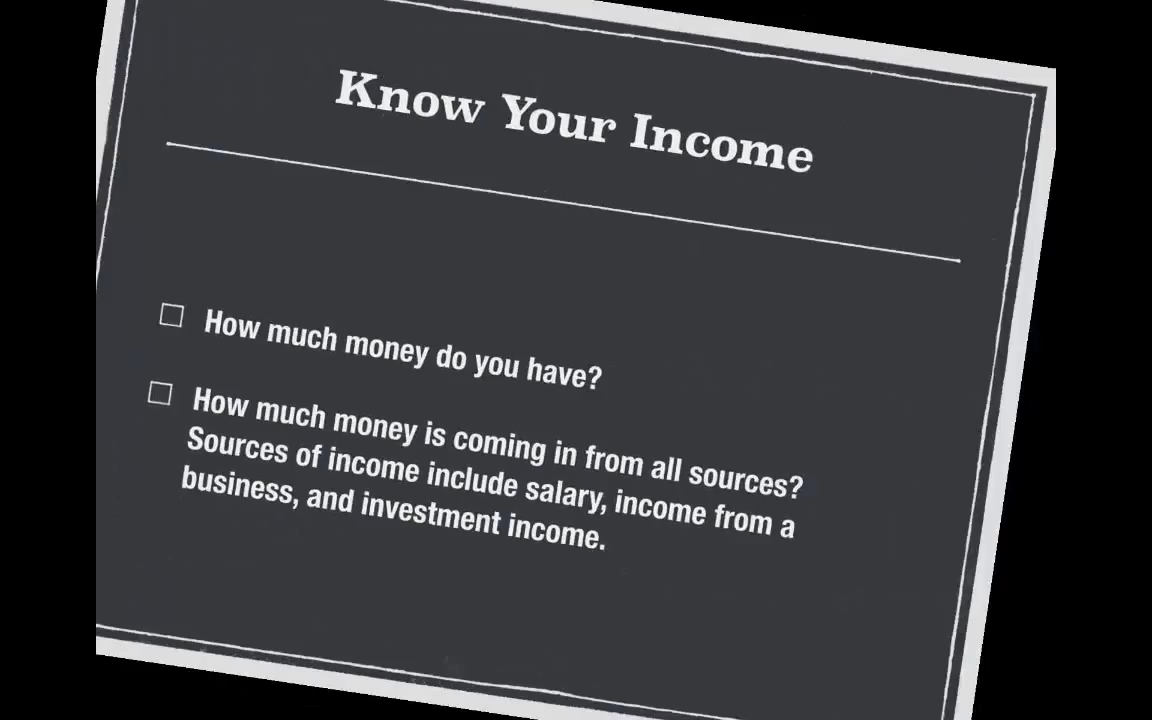 Know Your Income
How much money do you have?
How much money is coming in from all sources?
Sources of income include salary, income from a
business, and investment income.